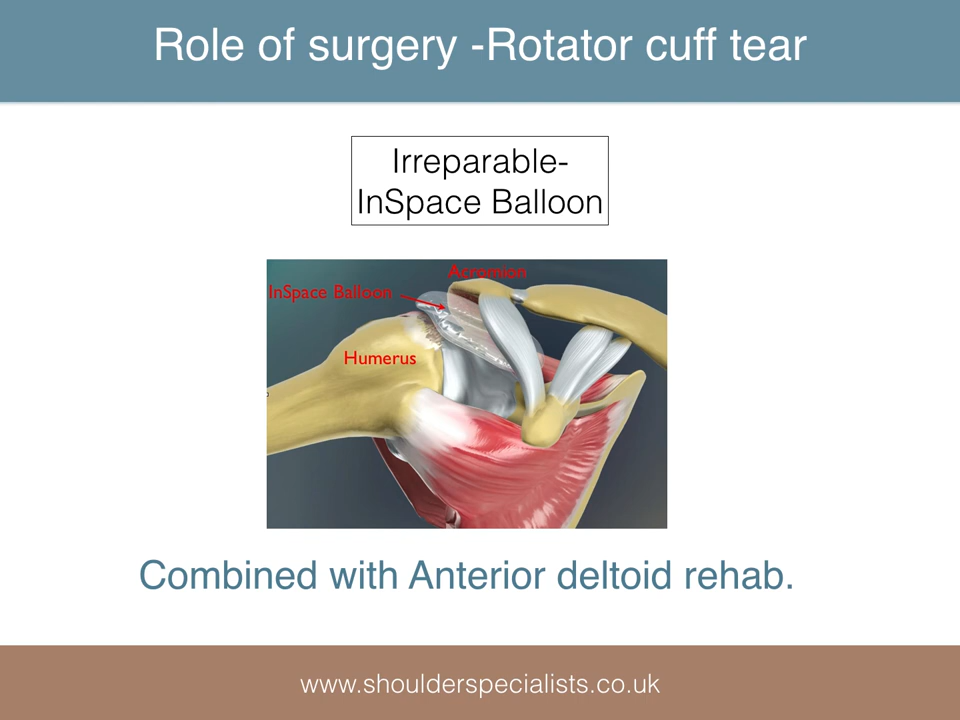 Role of surgery -Rotator cuff tear
Irreparable-
InSpace Balloon
Acromion
InSpace Balloon
Humerus
Combined with Anterior deltoid rehab.
www.shoulderspecialists.co.uk